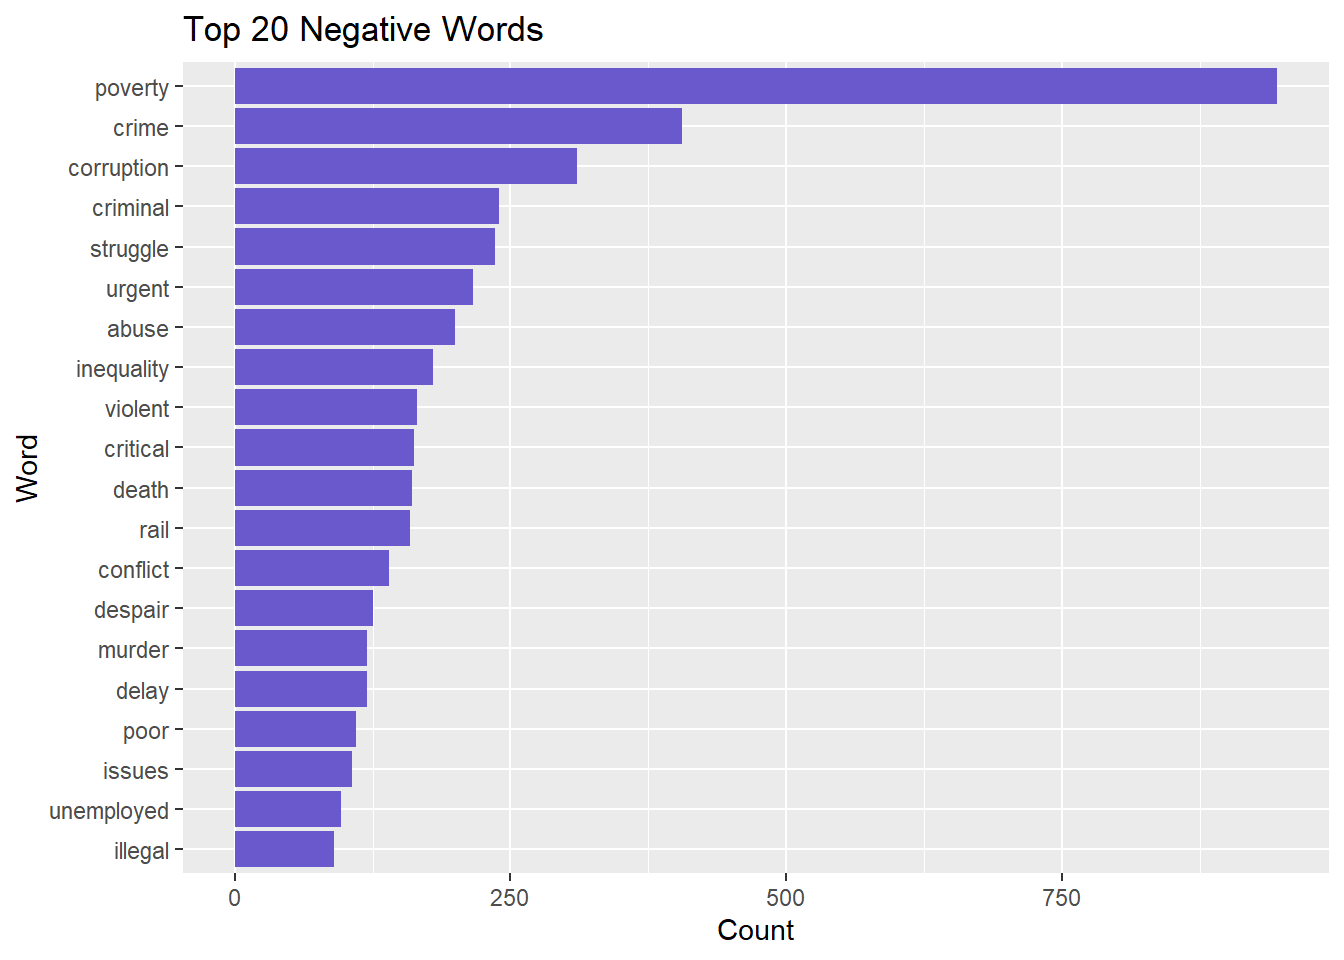 Top 20 Negative Words
poverty
crime
corruption
criminal
struggle
urgent
abuse
inequality
violent
critical
death
rail
conflict
despair
murder
delay
poor
issues
unemployed
illegal
Word
0 250 500 750
Count